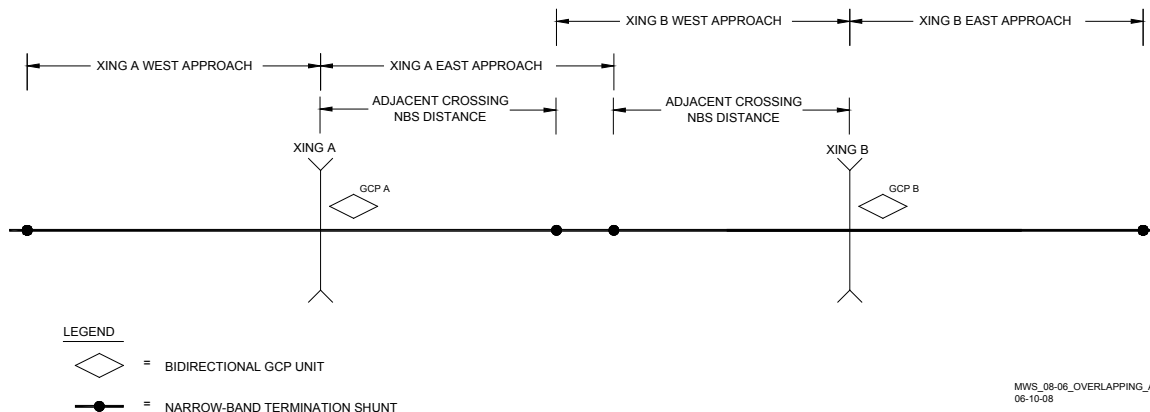 XING B WEST APPROACH
XING B EAST APPROACH
XING A WEST APPROACH
XING A EAST APPROACH
ADJACENT CROSSING
NBS DISTANCE
ADJACENT CROSSING
NBS DISTANCE
XING A
XING B
GCP A
GCP B
LEGEND
= BIDIRECTIONAL GCP UNIT
= NARROW-BAND TERMINATION SHUNT
MWS_08-06_OVERLAPPING_A
06-10-08